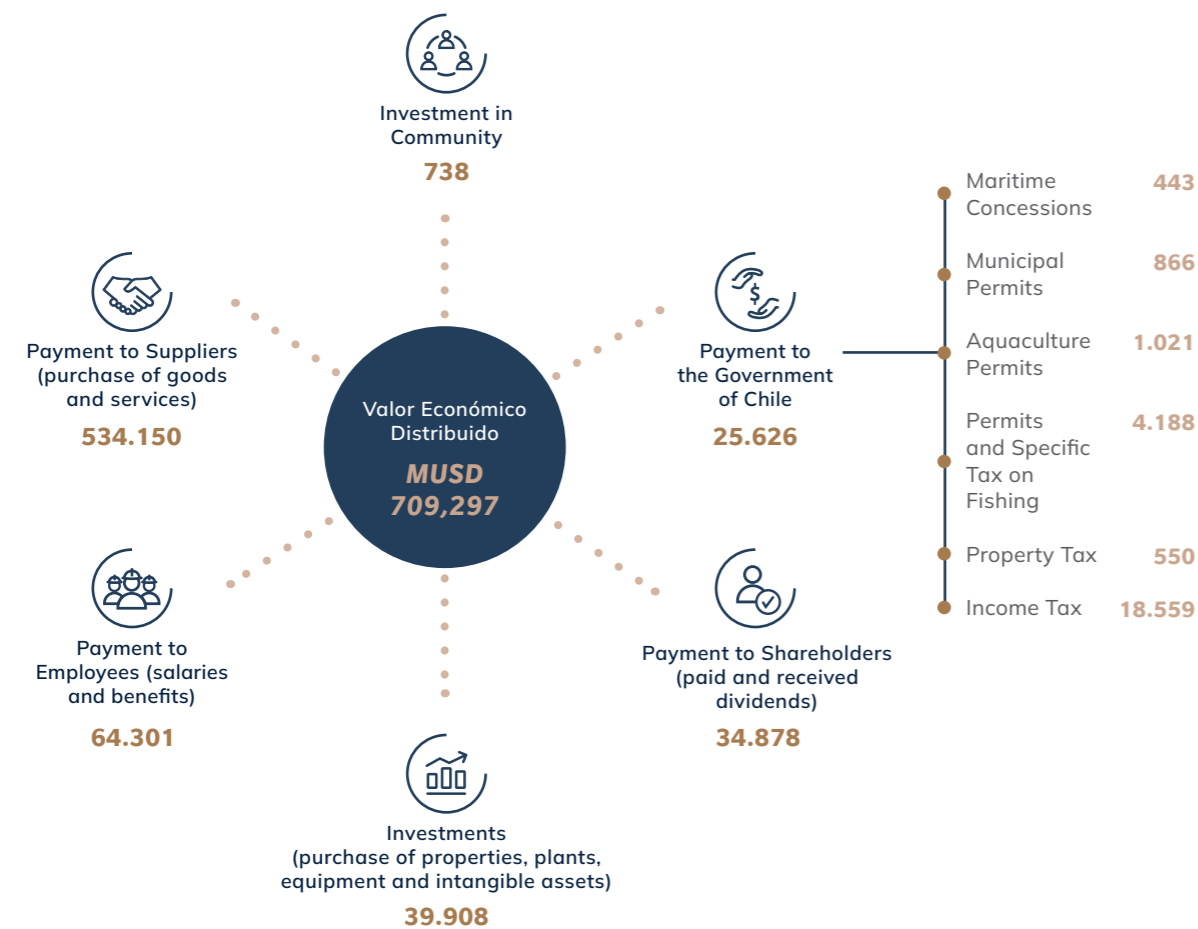 Investment in
Community
738
Payment to Suppliers
(purchase of goods
and services)
534.150
Valor Económico
Distribuido
MUSD
709,297
Payment to
the Government
of Chile
25.626
Maritime
Concessions
443
Municipal
Permits
866
Aquaculture
Permits
1.021
Permits
and Specific
Tax on
Fishing
4.188
Property Tax
550
Income Tax
18.559
Payment to
Employees (salaries
and benefits)
64.301
Payment to Shareholders
(paid and received
dividends)
34.878
Investments
(purchase of properties, plants,
equipment and intangible assets)
39.908